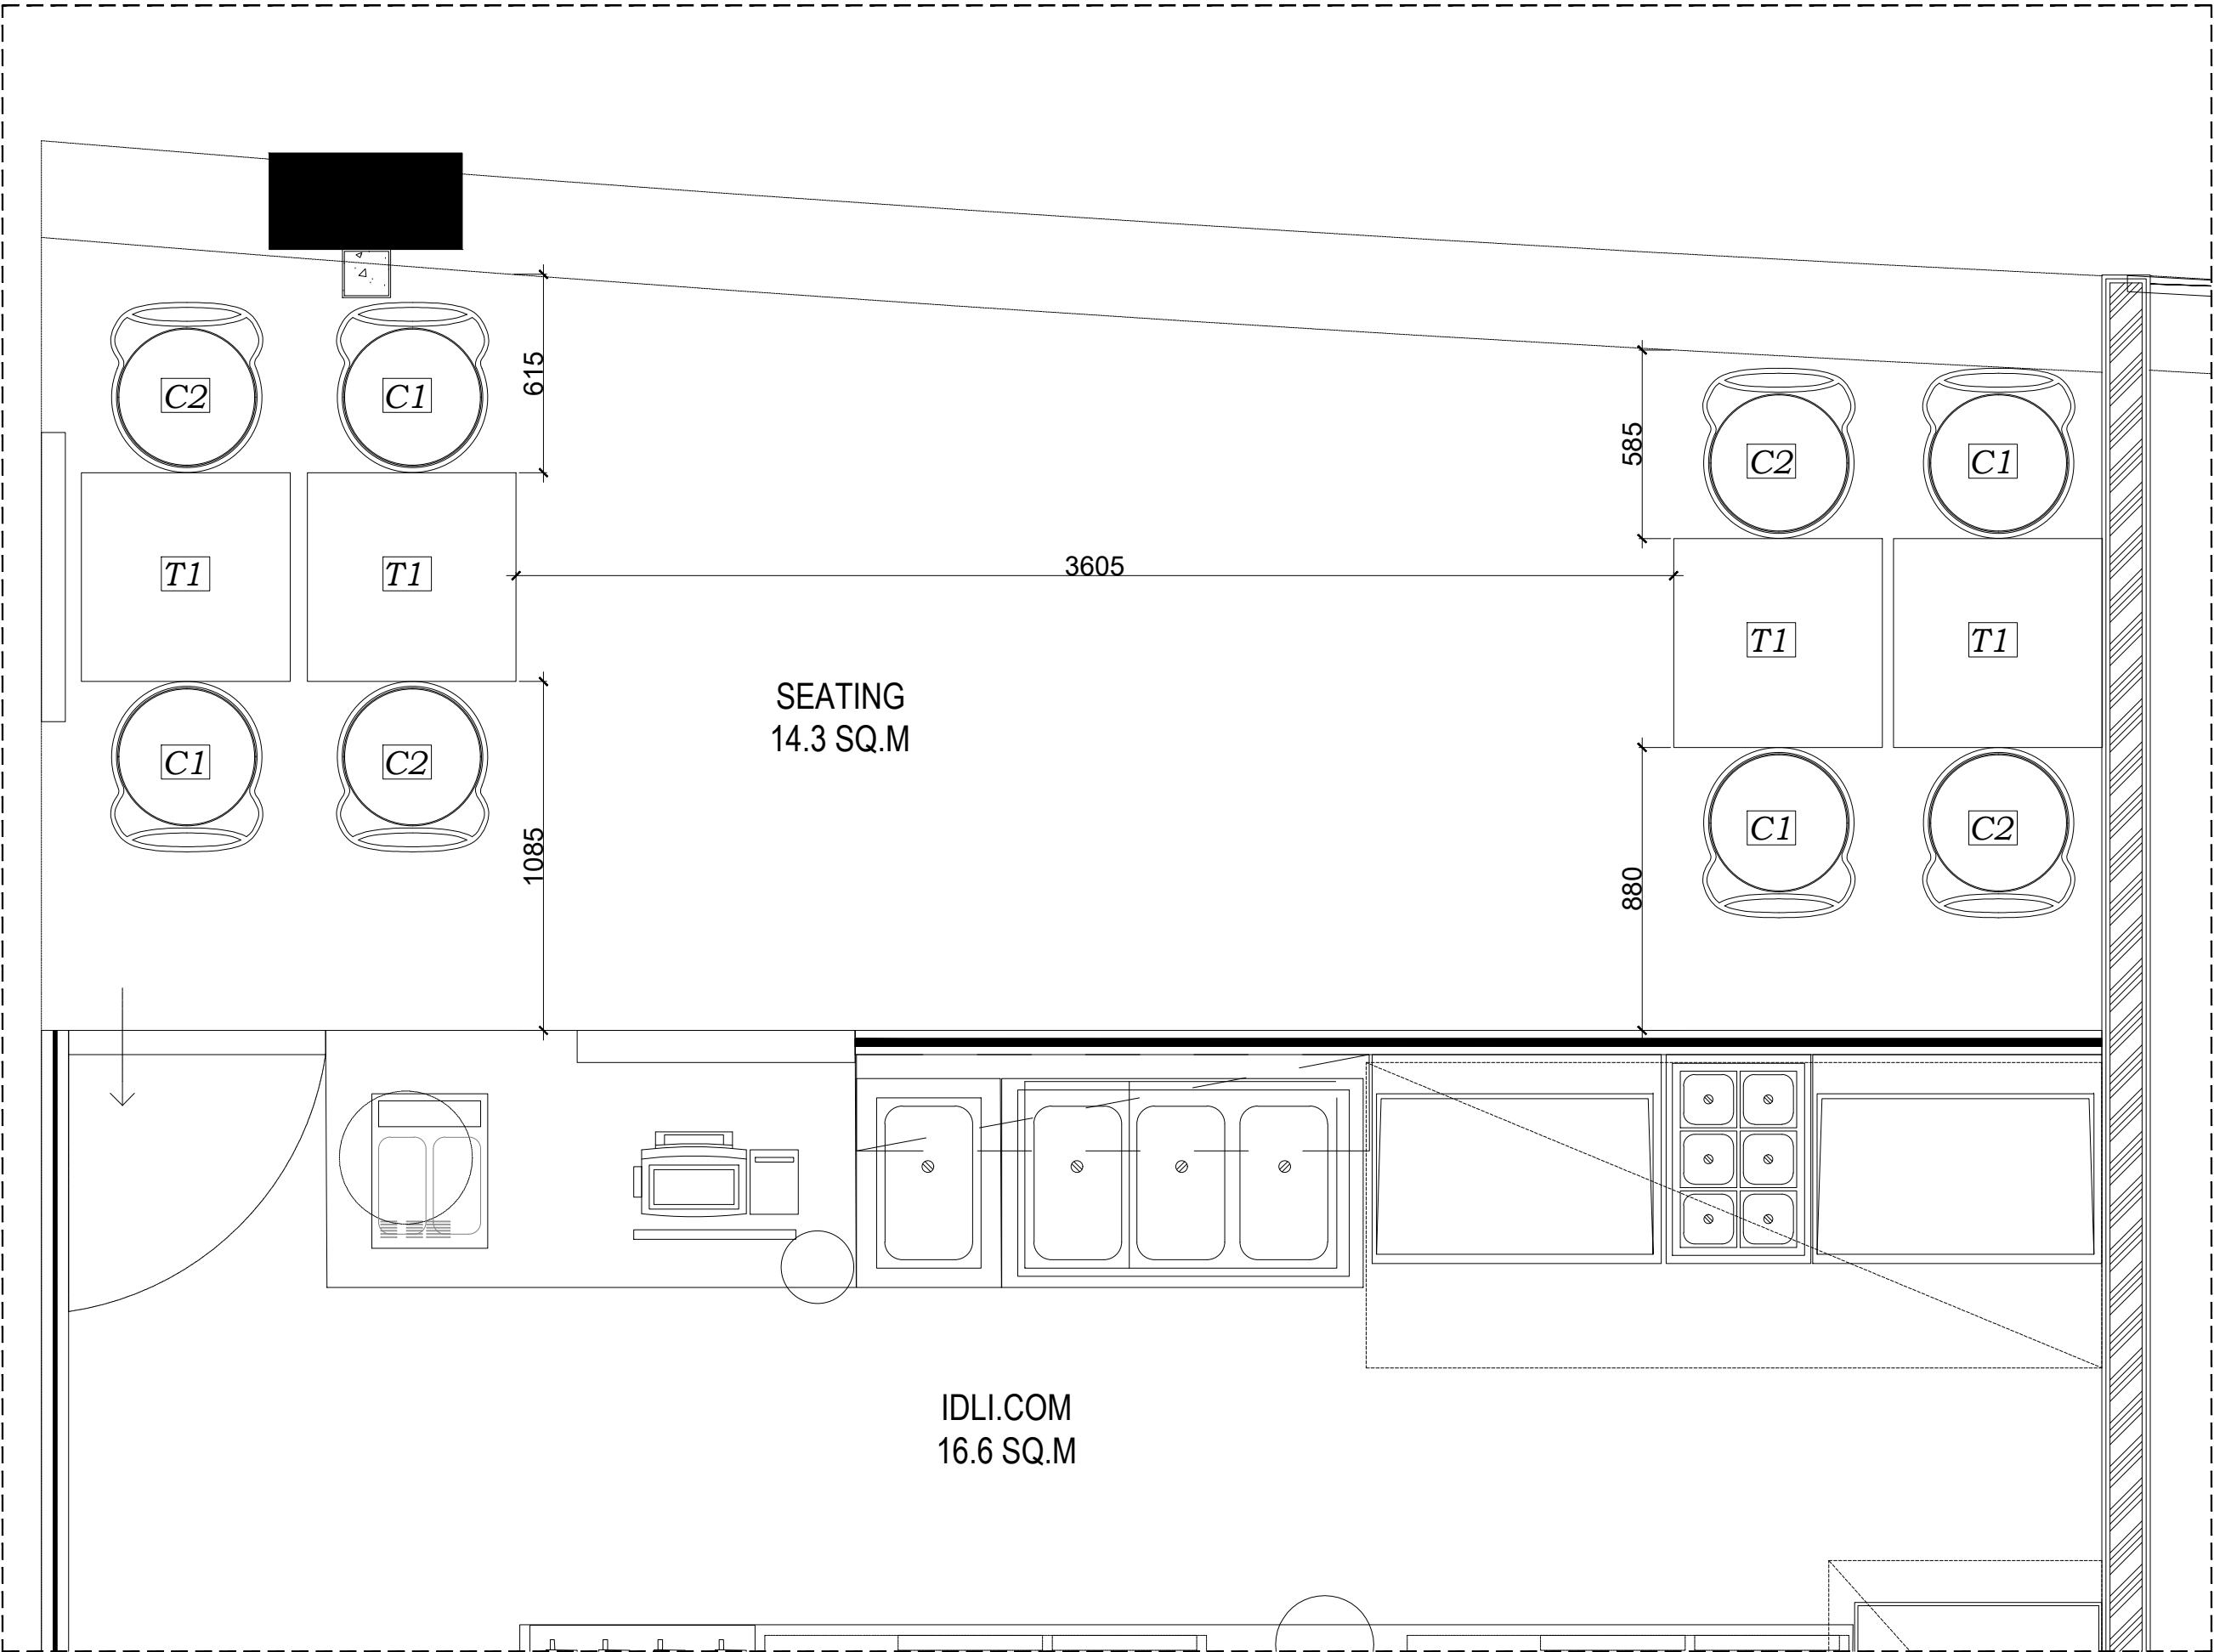 C2 C1
615
585
C2 C1
3605
T1 T1
T1 T1
SEATING
14.3 SQ.M
C1 C2
C1 C2
1085
880
IDLI.COM
16.6 SQ.M